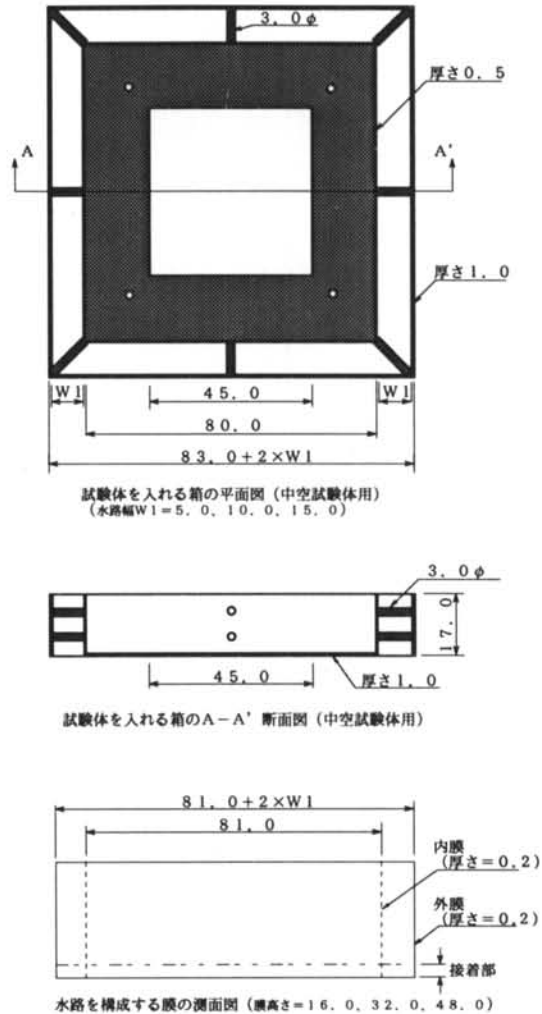 3．0φ
厚さ0．5
A
A'
厚さ1．0
W1
45．0
W1
80．0
83．0+2×W1
試験体を入れる箱の平面図（中空試験体用）
（水路幅W1＝5．0，10．0，15．0）
3．0φ
17．0
45．0
厚さ1．0
試験体を入れる箱のA－A' 断面図（中空試験体用）
81．0+2×W1
81．0
内膜
（厚さ＝0．2）
外膜
（厚さ＝0．2）
接着部
水路を構成する膜の測面図（膜高さ＝16．0，32．0，48．0）